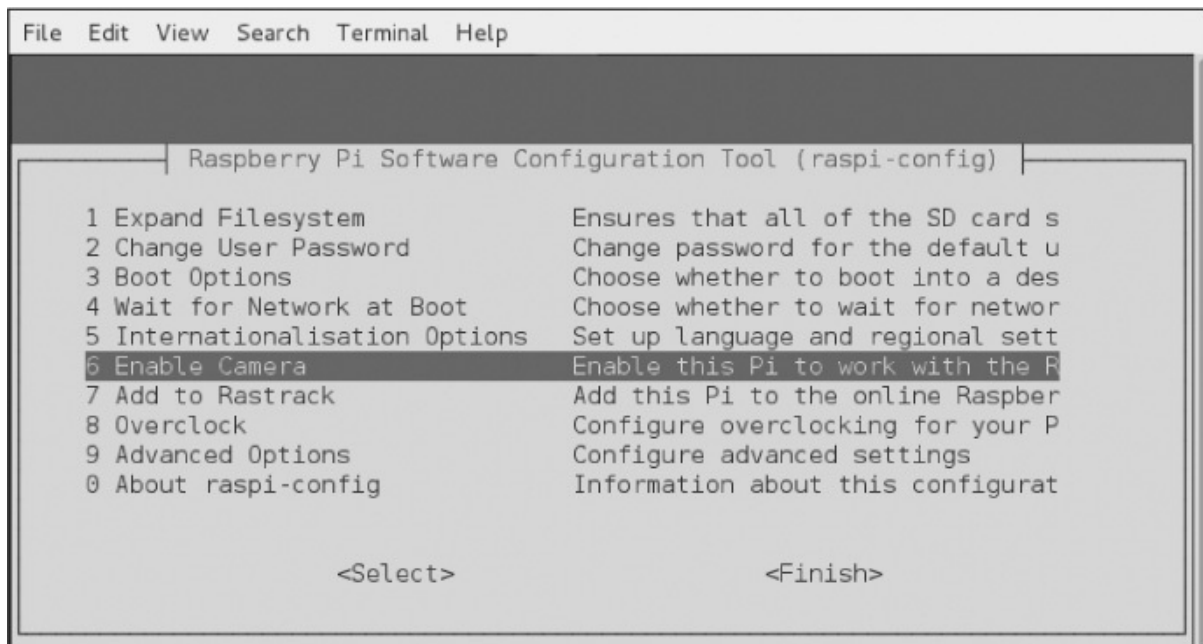 File Edit View Search Terminal Help
Raspberry Pi Software Configuration Tool (raspi-config)
1 Expand Filesystem Ensures that all of the SD card s
2 Change User Password Change password for the default u
3 Boot Options Choose whether to boot into a des
4 Wait for Network at Boot Choose whether to wait for networ
5 Internationalisation Options Set up language and regional sett
6 Enable Camera Enable this Pi to work with the R
7 Add to Rastrack Add this Pi to the online Raspber
8 Overclock Configure overclocking for your P
9 Advanced Options Configure advanced settings
0 About raspi-config Information about this configurat
<Select> <Finish>